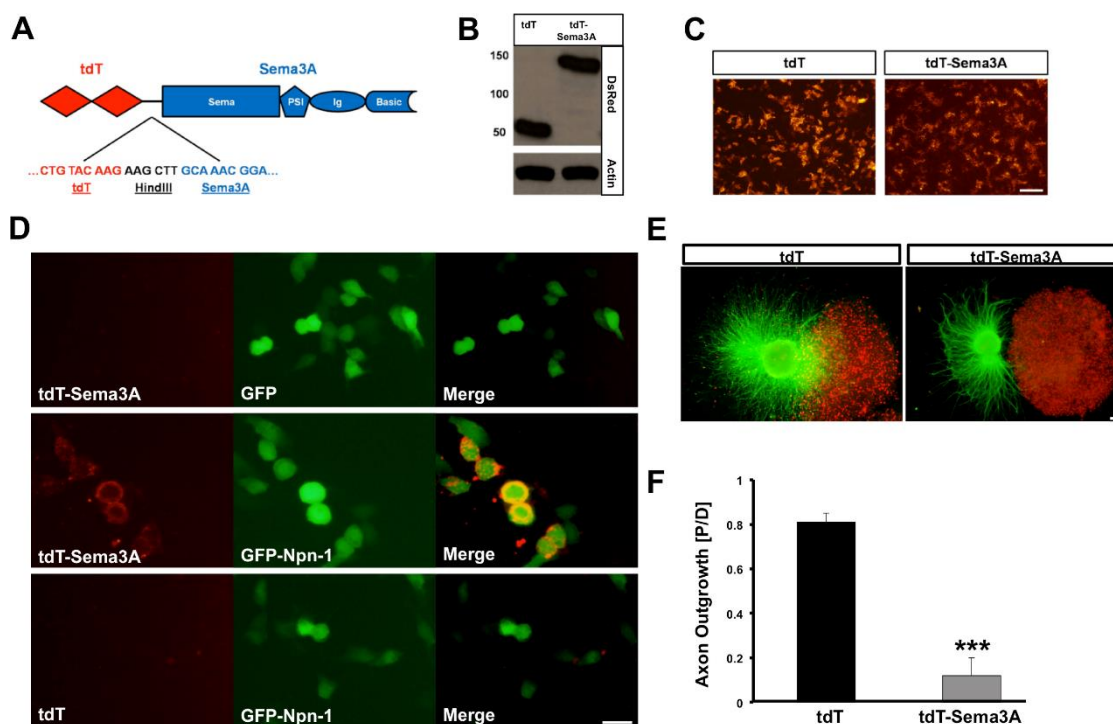 A
tdT
Sema3A
Sema
PSI
Ig
Basic
...CTG TAC AAG AAG CTT GCA AAC GGA...
tdT
HindIII
Sema3A
B
tdT
tdT-
Sema3A
150
100
50
DsRed
Actin
C
tdT
tdT-Sema3A
D
tdT-Sema3A
GFP
Merge
tdT-Sema3A
GFP-Npn-1
Merge
tdT
GFP-Npn-1
Merge
E
tdT
tdT-Sema3A
F
Axon Outgrowth [P/D]
1
0.8
0.6
0.4
0.2
0
***
tdT
tdT-Sema3A